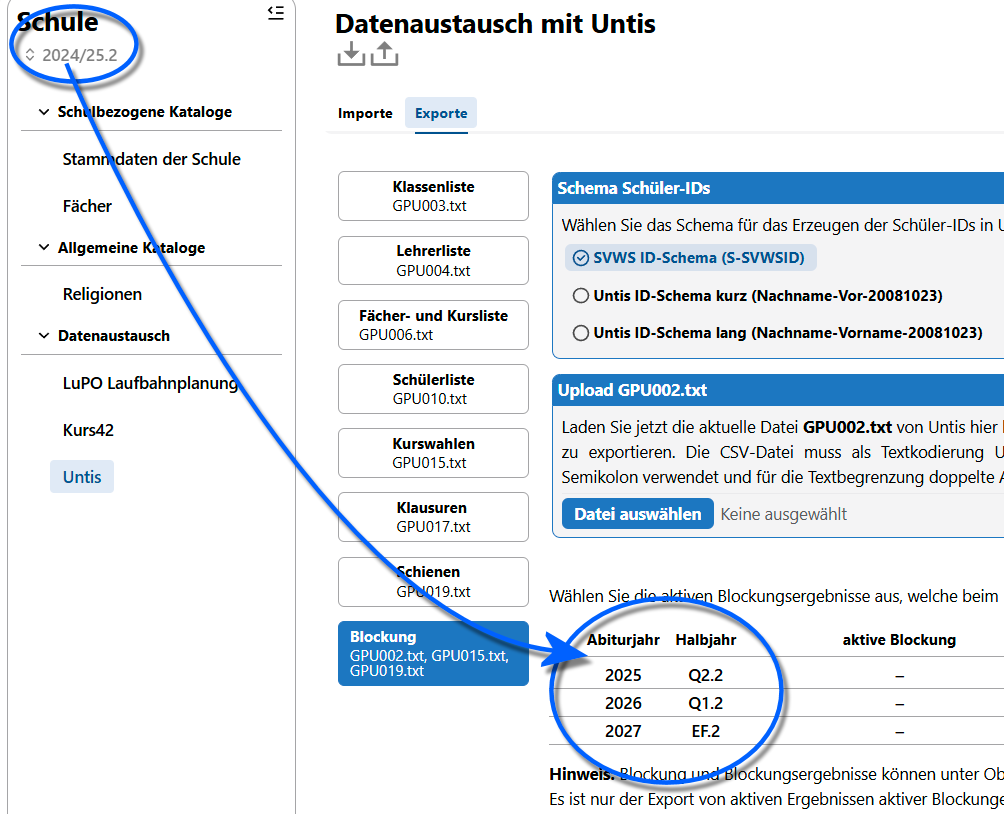 Schule
2024/25.2
Schulbezogene Kataloge
Stammdaten der Schule
Fächer
Allgemeine Kataloge
Religionen
Datenaustausch
LuPO Laufbahnplanung
Kurs42
Untis
Datenaustausch mit Untis
Importe
Exporte
Klassenliste
GPU003.txt
Lehrerliste
GPU004.txt
Fächer- und Kursliste
GPU006.txt
Schülerliste
GPU010.txt
Kurswahlen
GPU015.txt
Klausuren
GPU017.txt
Schienen
GPU019.txt
Blockung
GPU002.txt, GPU015.txt,
GPU019.txt
Schema Schüler-IDs
Wählen Sie das Schema für das Erzeugen der Schüler-IDs in
SVWS ID-Schema (S-SVWSID)
Untis ID-Schema kurz (Nachname-Vor-20081023)
Untis ID-Schema lang (Nachname-Vorname-20081023)
Upload GPU002.txt
Laden Sie jetzt die aktuelle Datei GPU002.txt von Untis hier
zu exportieren. Die CSV-Datei muss als Textkodierung
Semikolon verwendet und für die Textbegrenzung doppelte
Datei auswählen Keine ausgewählt
Wählen Sie die aktiven Blockungsergebnisse aus, welche beim
Abiturjahr Halbjahr aktive Blockung
2025 Q2.2 –
2026 Q1.2 –
2027 EF.2 –
Hinweis: Blockung und Blockungsergebnisse können unter
Es ist nur der Export von aktiven Ergebnissen aktiver